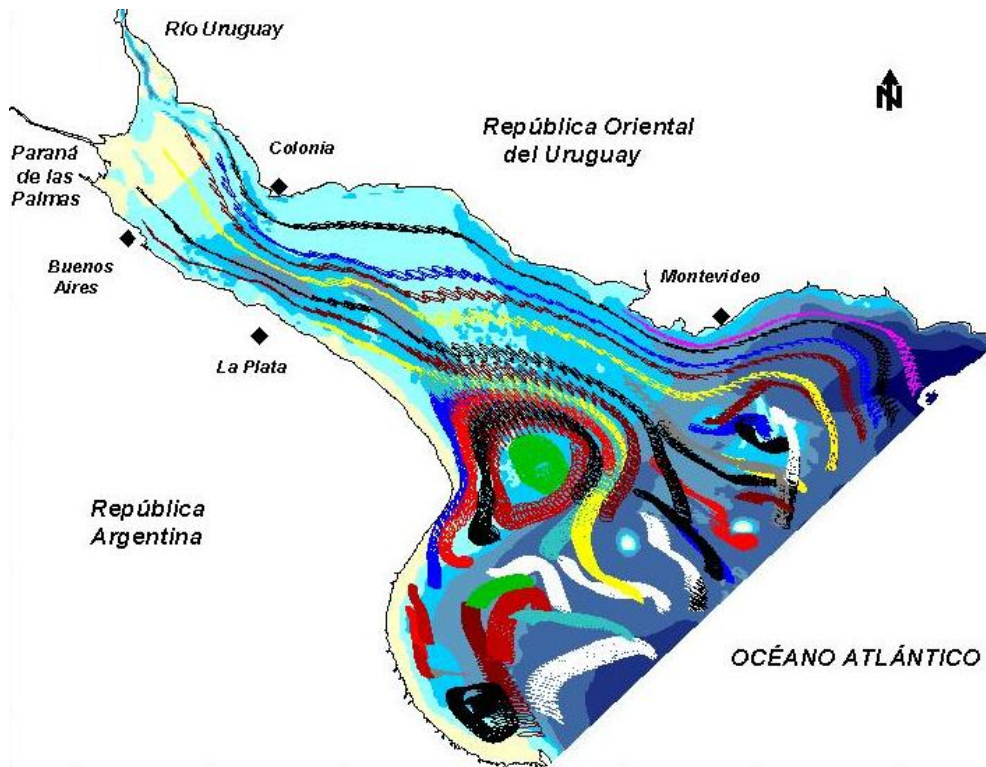 Río Uruguay
N
República Oriental
del Uruguay
Colonia
Paraná
de las
Palmas
Buenos
Aires
Montevideo
La Plata
República
Argentina
OCÉANO ATLÁNTICO